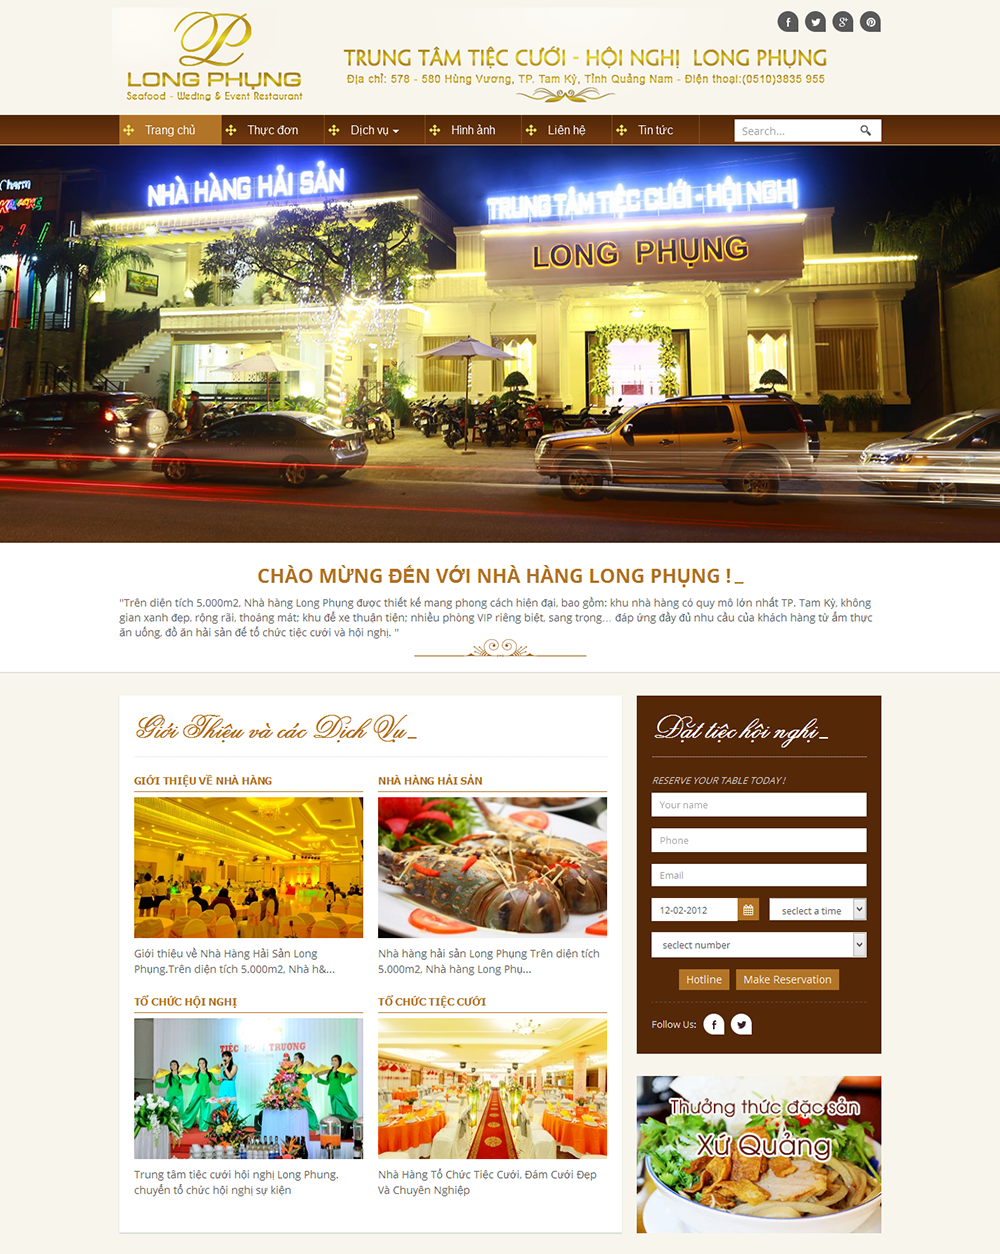 LONG PHỤNG
Seafood - Weding & Event Restaurant
TRUNG TÂM TIỆC CƯỚI - HỘI NGHỊ LONG PHỤNG
Địa chỉ: 578 - 580 Hùng Vương, TP. Tam Kỳ, Tỉnh Quảng Nam - Điện thoại:(0510)3835 955
Trang chủ
Thực đơn
Dịch vụ
Hình ảnh
Liên hệ
Tin tức
Search...
Charm
KARAOKE
NHÀ HÀNG HẢI SẢN
TRUNG TÂM TIỆC CƯỚI - HỘI NGHỊ
LONG PHỤNG
CHÀO MỪNG ĐẾN VỚI NHÀ HÀNG LONG PHỤNG ! _
"Trên diện tích 5.000m2, Nhà hàng Long Phụng được thiết kế mang phong cách hiện đại, bao gồm: khu nhà hàng có quy mô lớn nhất TP. Tam Kỳ, không
gian xanh đẹp, rộng rãi, thoáng mát; khu để xe thuận tiện; nhiều phòng VIP riêng biệt, sang trọng… đáp ứng đầy đủ nhu cầu của khách hàng từ ẩm thực
ăn uống, đồ ăn hải sản để tổ chức tiệc cưới và hội nghị. "
Giới Thiệu và các Dịch Vụ _
GIỚI THIỆU VỀ NHÀ HÀNG
Giới thiệu về Nhà Hàng Hải Sản Long
Phụng.Trên diện tích 5.000m2, Nhà h&...
NHÀ HÀNG HẢI SẢN
Nhà hàng hải sản Long Phụng Trên diện tích
5.000m2, Nhà hàng Long Phụ...
TỔ CHỨC HỘI NGHỊ
Trung tâm tiệc cưới hội nghị Long Phụng.
chuyển tổ chức hội nghị sự kiện
TỔ CHỨC TIỆC CƯỚI
Nhà Hàng Tổ Chức Tiệc Cưới. Đám Cưới Đẹp
Và Chuyên Nghiệp
Đặt tiệc hội nghị _
RESERVE YOUR TABLE TODAY !
Your name
Phone
Email
12-02-2012
seclect a time
seclect number
Hotline
Make Reservation
Follow Us:
Thưởng thức đặc sản
Xứ Quảng